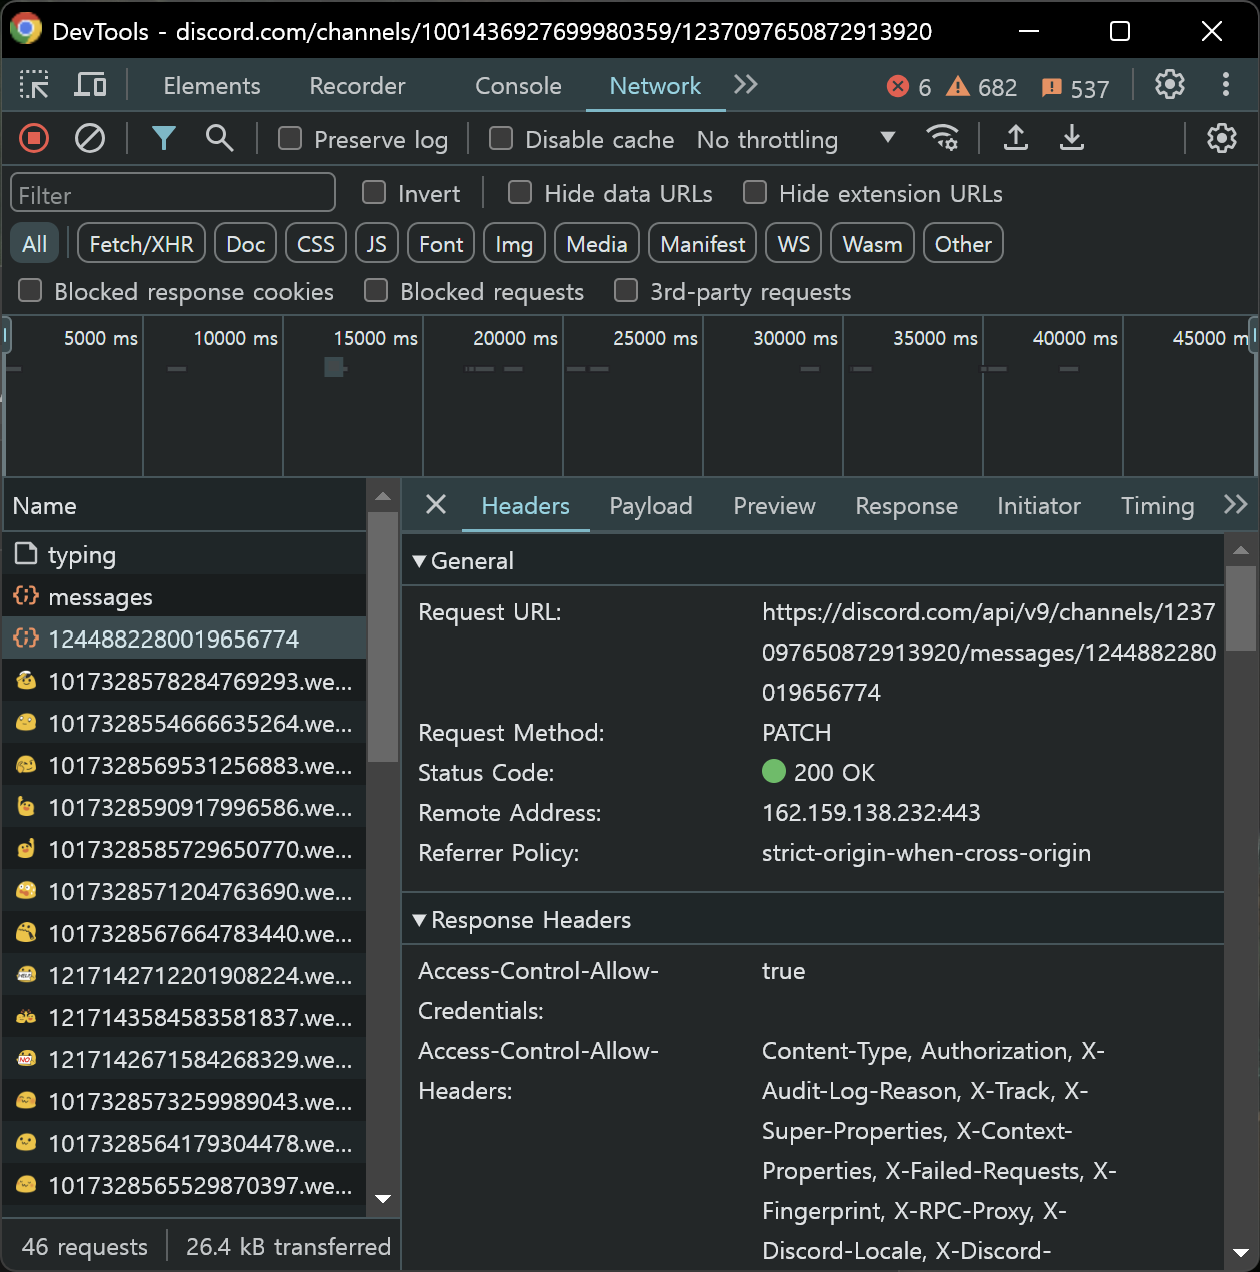 DevTools - discord.com/channels/1001436927699980359/1237097650872913920
Elements Recorder Console Network 6 682 537
Preserve log Disable cache No throttling
Filter Invert Hide data URLs Hide extension URLs
All Fetch/XHR Doc CSS JS Font Img Media Manifest WS Wasm Other
Blocked response cookies Blocked requests 3rd-party requests
5000 ms 10000 ms 15000 ms 20000 ms 25000 ms 30000 ms 35000 ms 40000 ms 45000 m
Name
typing
messages
1244882280019656774
1017328578284769293.we...
1017328554666635264.we...
1017328569531256883.we...
1017328590917996586.we...
1017328585729650770.we...
1017328571204763690.we...
1017328567664783440.we...
1217142712201908224.we...
1217143584583581837.we...
1217142671584268329.we...
1017328573259989043.we...
1017328564179304478.we...
1017328565529870397.we...
46 requests 26.4 kB transferred
Headers Payload Preview Response Initiator Timing
General
Request URL: https://discord.com/api/v9/channels/1237
097650872913920/messages/1244882280
019656774
Request Method: PATCH
Status Code: 200 OK
Remote Address: 162.159.138.232:443
Referrer Policy: strict-origin-when-cross-origin
Response Headers
Access-Control-Allow- true
Credentials:
Access-Control-Allow- Content-Type, Authorization, X-
Headers: Audit-Log-Reason, X-Track, X-
Super-Properties, X-Context-
Properties, X-Failed-Requests, X-
Fingerprint, X-RPC-Proxy, X-
Discord-Locale, X-Discord-